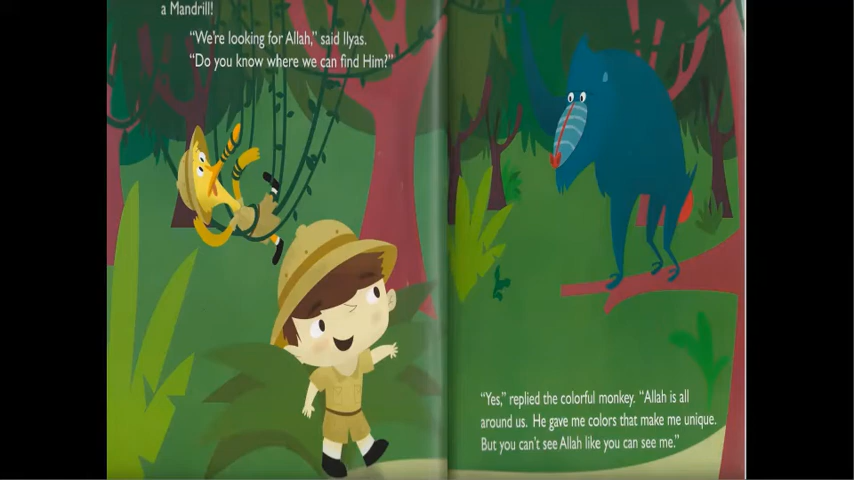 a Mandrill!
“We're looking for Allah,” said Ilyas.
“Do you know where we can find Him?”
“Yes,” replied the colorful monkey. “Allah is all
around us. He gave me colors that make me unique.
But you can't see Allah like you can see me.”